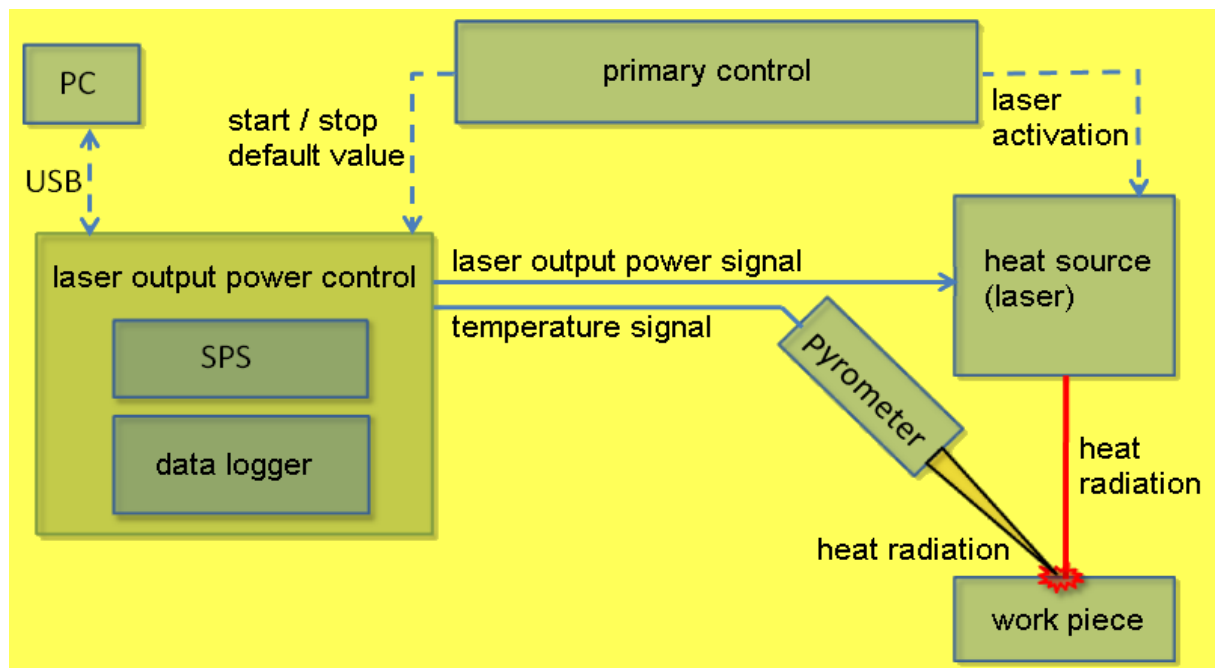 PC
primary control
laser
activation
start / stop
default value
USB
laser output power control
laser output power signal
heat source
(laser)
temperature signal
SPS
Pyrometer
data logger
heat
radiation
heat radiation
work piece